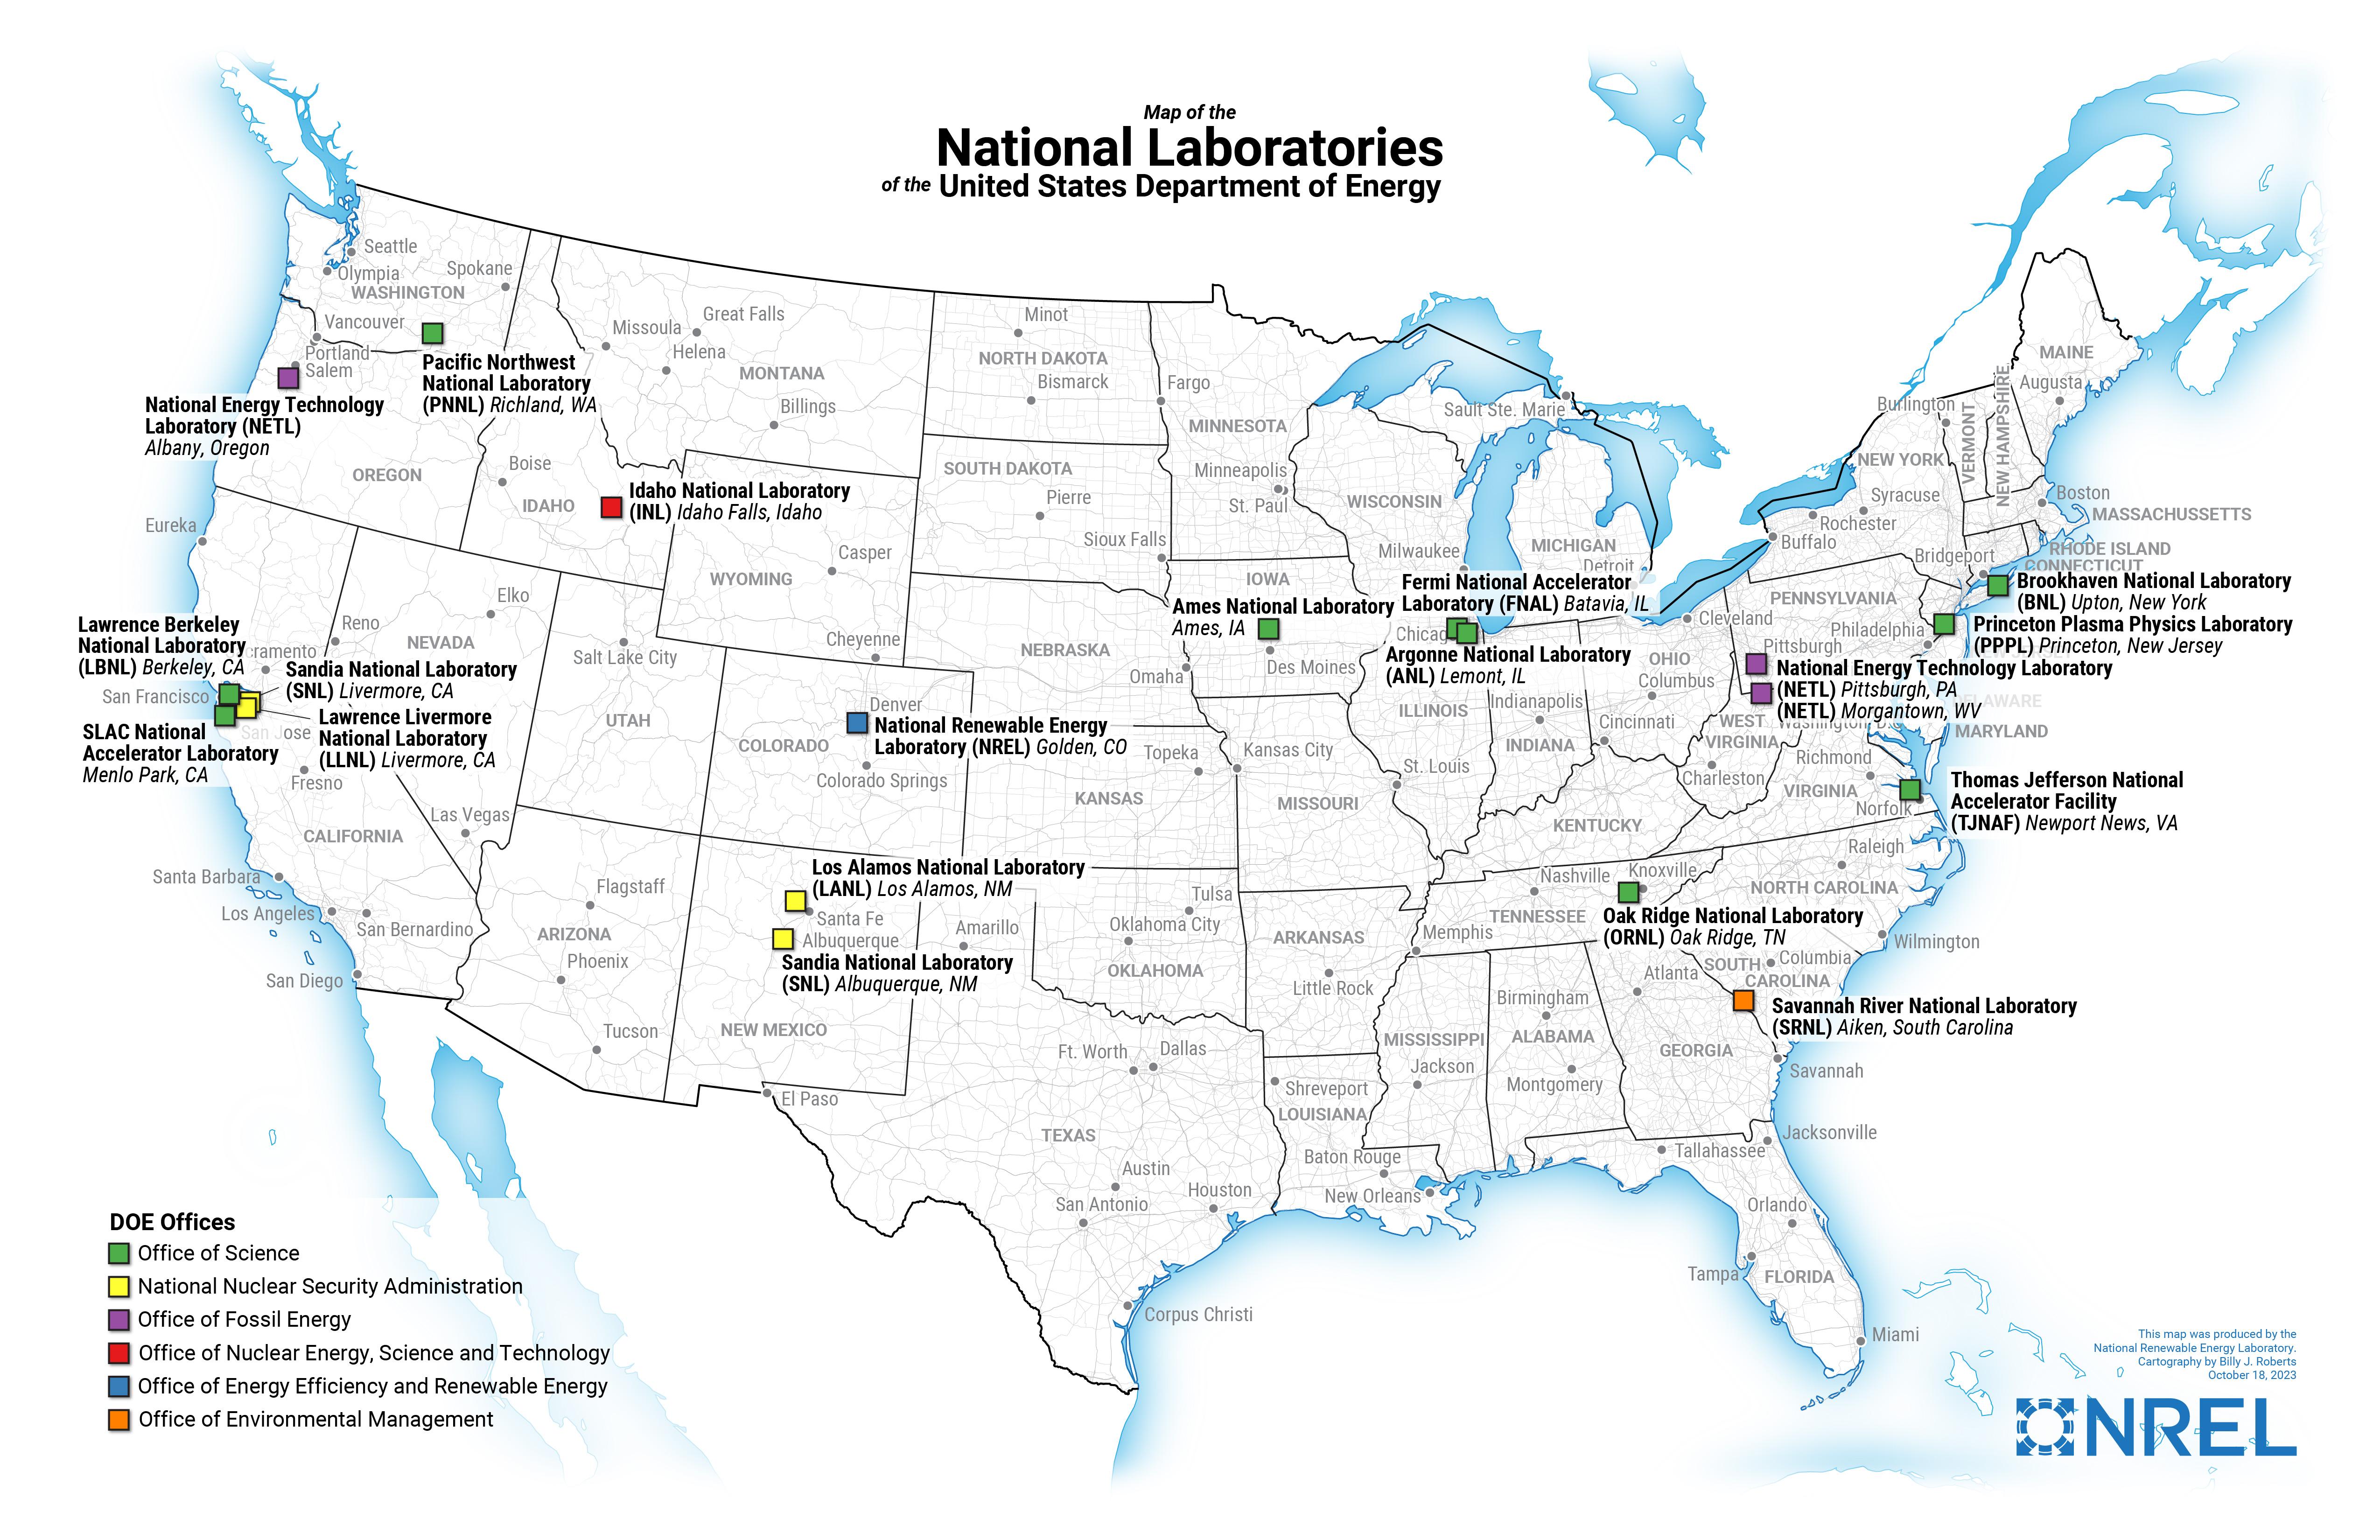 Map of the
National Laboratories
of the United States Department of Energy
Seattle
Olympia
Spokane
WASHINGTON
Vancouver
Portland
Salem
Pacific Northwest
National Laboratory
(PNNL) Richland, WA
National Energy Technology
Laboratory (NETL)
Albany, Oregon
OREGON
Missoula
Great Falls
Helena
MONTANA
Billings
Boise
IDAHO
Idaho National Laboratory
(INL) Idaho Falls, Idaho
Minot
NORTH DAKOTA
Bismarck
Fargo
SOUTH DAKOTA
Pierre
Sioux Falls
MINNESOTA
Minneapolis
St. Paul
WISCONSIN
Milwaukee
Sault Ste. Marie
MICHIGAN
Detroit
Casper
WYOMING
Cheyenne
Eureka
Elko
Reno
NEVADA
Salt Lake City
UTAH
Las Vegas
Lawrence Berkeley
National Laboratory
(LBNL) Berkeley, CA
ramento
Sandia National Laboratory
(SNL) Livermore, CA
San Francisco
Lawrence Livermore
National Laboratory
(LLNL) Livermore, CA
SLAC National
Accelerator Laboratory
Menlo Park, CA
San Jose
Fresno
CALIFORNIA
Santa Barbara
Los Angeles
San Bernardino
San Diego
Denver
National Renewable Energy
Laboratory (NREL) Golden, CO
COLORADO
Colorado Springs
NEBRASKA
Omaha
IOWA
Ames National Laboratory
Ames, IA
Des Moines
Fermi National Accelerator
Laboratory (FNAL) Batavia, IL
Chicag
Argonne National Laboratory
(ANL) Lemont, IL
ILLINOIS
Indianapolis
INDIANA
Topeka
Kansas City
KANSAS
MISSOURI
St. Louis
Cleveland
OHIO
Columbus
Cincinnati
KENTUCKY
MAINE
Augusta
Burlington
VERMONT
NEW HAMPSHIRE
NEW YORK
Syracuse
Rochester
Buffalo
Boston
MASSACHUSSETTS
RHODE ISLAND
CONNECTICUT
Bridgeport
Brookhaven National Laboratory
(BNL) Upton, New York
PENNSYLVANIA
Philadelphia
Princeton Plasma Physics Laboratory
(PPPL) Princeton, New Jersey
Pittsburgh
National Energy Technology Laboratory
(NETL) Pittsburgh, PA
(NETL) Morgantown, WV
Washington D.
DELAWARE
MARYLAND
WEST
VIRGINIA
Charleston
Richmond
VIRGINIA
Norfolk
Thomas Jefferson National
Accelerator Facility
(TJNAF) Newport News, VA
Flagstaff
ARIZONA
Phoenix
Tucson
Los Alamos National Laboratory
(LANL) Los Alamos, NM
Santa Fe
Albuquerque
Sandia National Laboratory
(SNL) Albuquerque, NM
NEW MEXICO
El Paso
Amarillo
Tulsa
Oklahoma City
OKLAHOMA
ARKANSAS
Little Rock
Memphis
Nashville
Knoxville
TENNESSEE
Oak Ridge National Laboratory
(ORNL) Oak Ridge, TN
Raleigh
NORTH CAROLINA
Wilmington
Columbia
SOUTH
CAROLINA
Savannah River National Laboratory
(SRNL) Aiken, South Carolina
Atlanta
GEORGIA
Savannah
Birmingham
ALABAMA
Montgomery
MISSISSIPPI
Jackson
Ft. Worth
Dallas
Shreveport
LOUISIANA
Baton Rouge
New Orleans
TEXAS
Austin
San Antonio
Houston
Corpus Christi
Tallahassee
Jacksonville
Orlando
Tampa
FLORIDA
Miami
DOE Offices
Office of Science
National Nuclear Security Administration
Office of Fossil Energy
Office of Nuclear Energy, Science and Technology
Office of Energy Efficiency and Renewable Energy
Office of Environmental Management
This map was produced by the
National Renewable Energy Laboratory.
Cartography by Billy J. Roberts
October 18, 2023
NREL